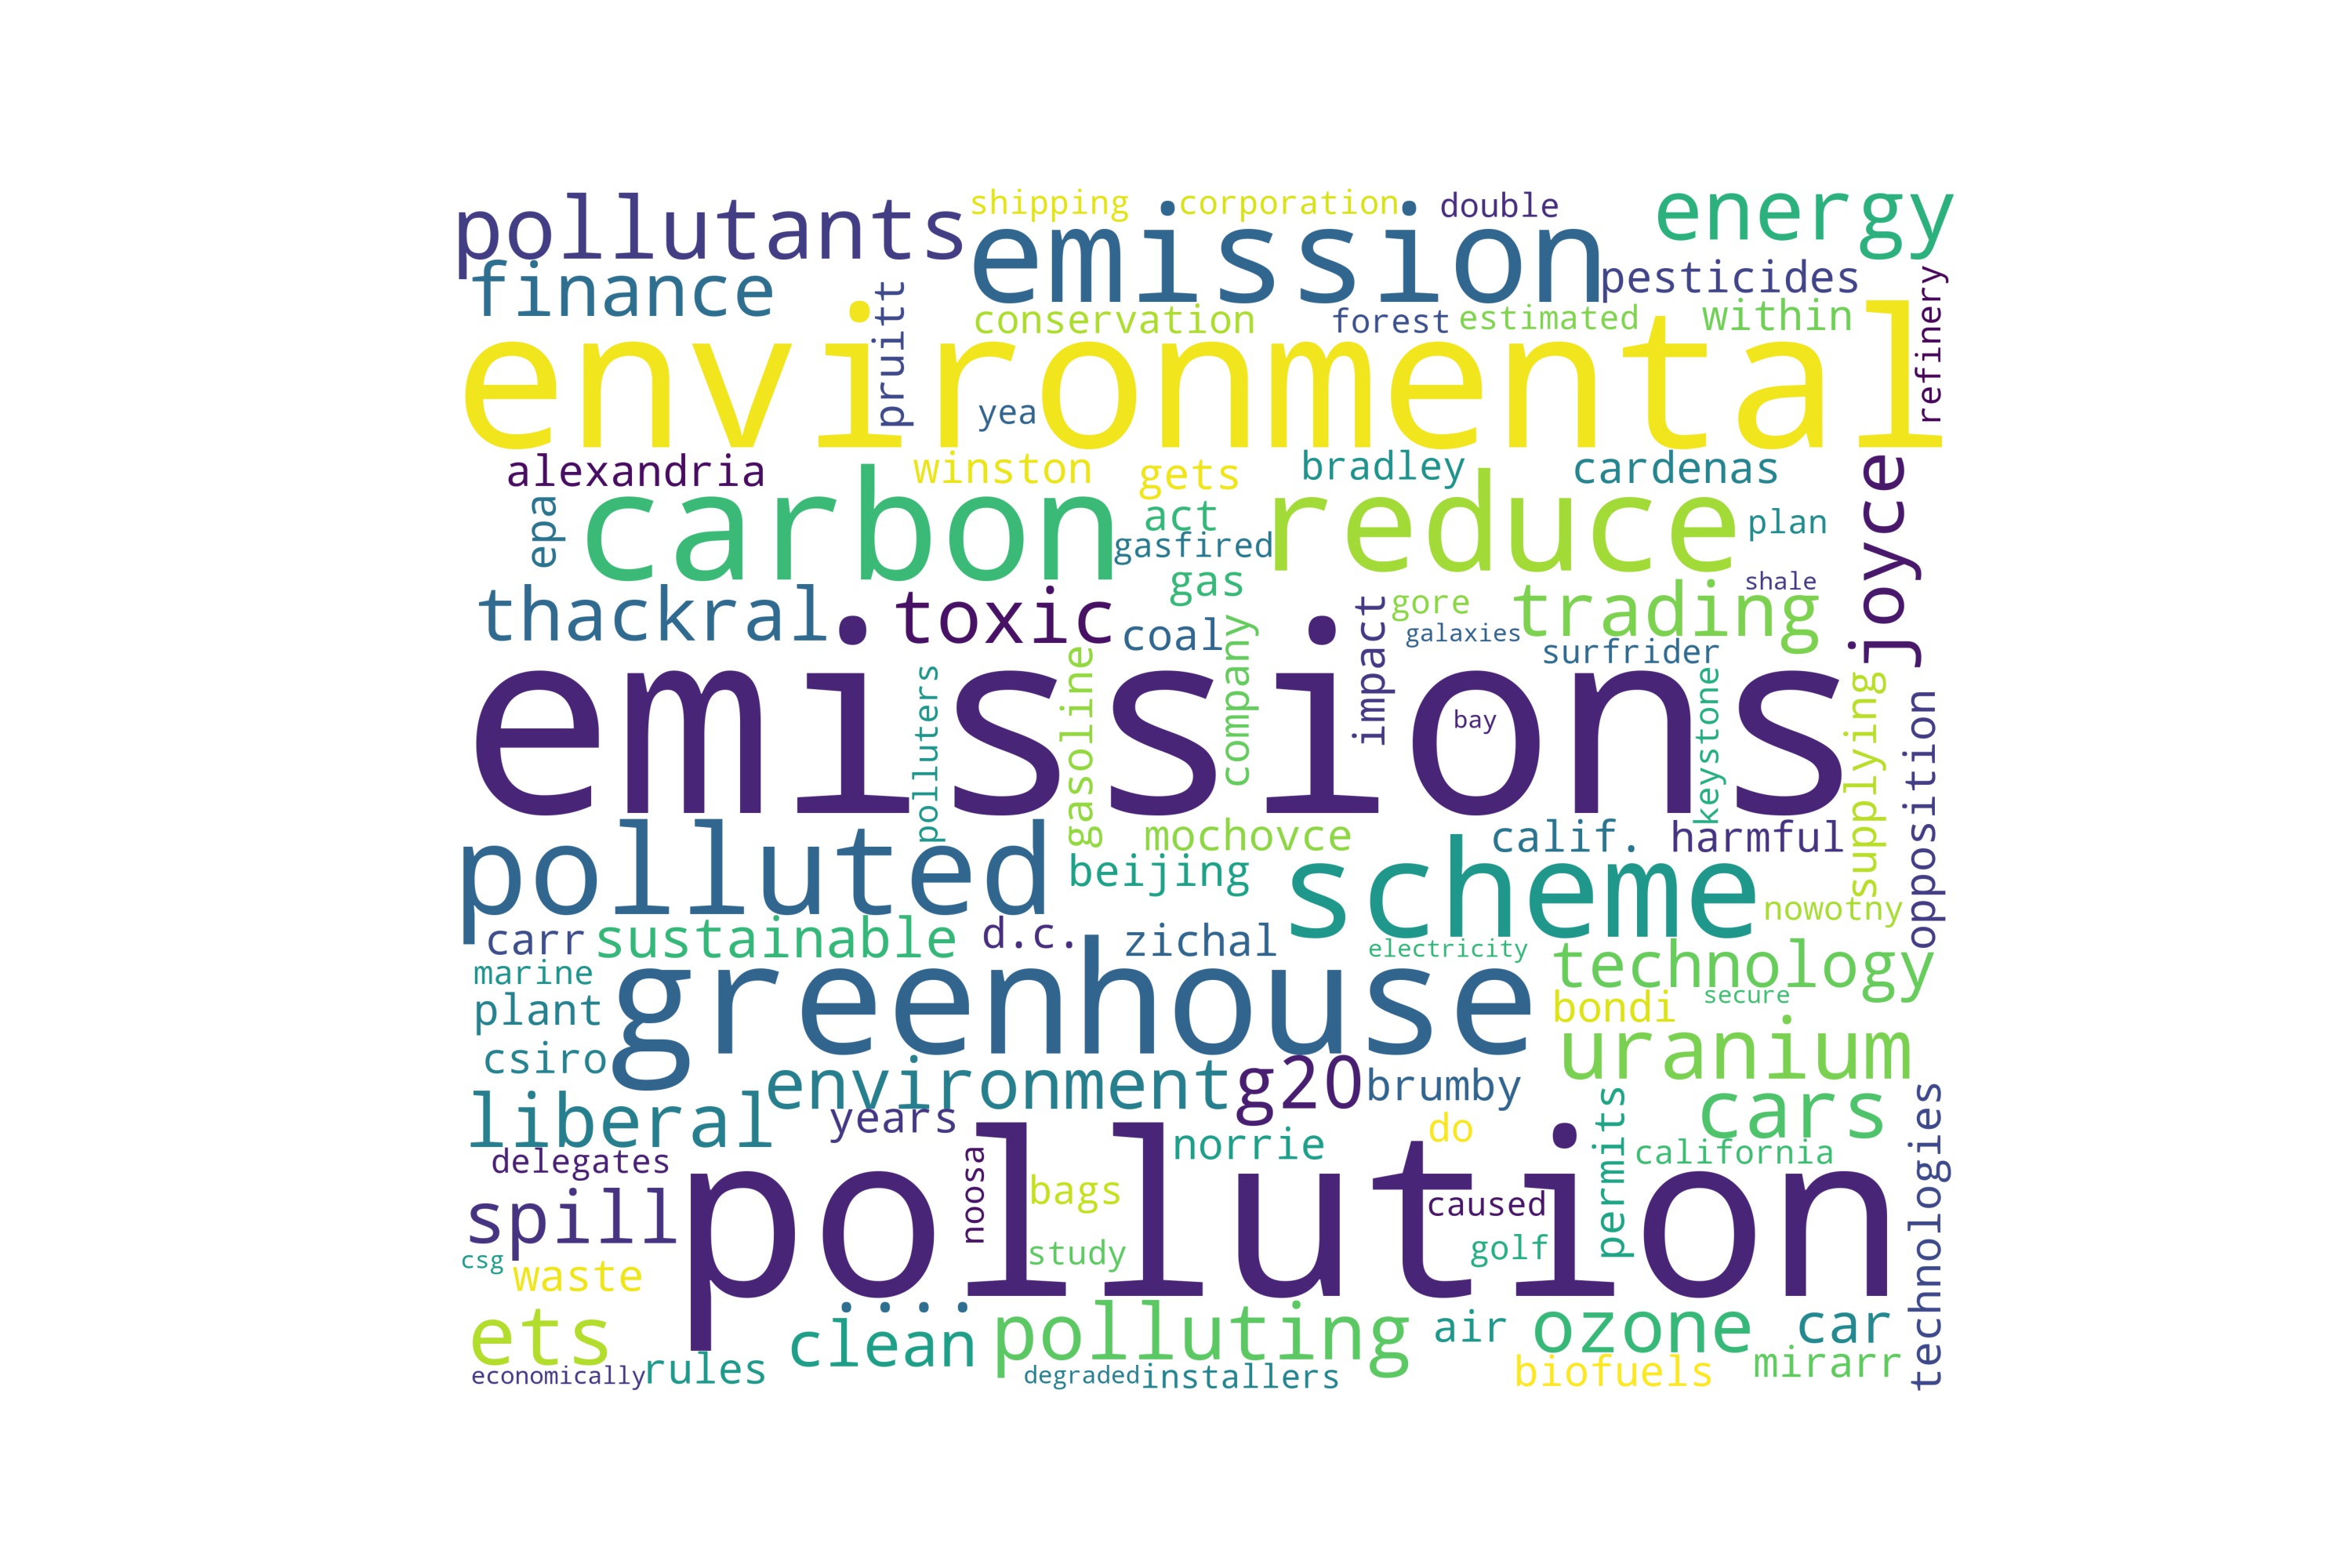 pollutants shipping corporation double energy
emission
finance pesticides
pruitt conservation forest estimated within refinery
environmental
yea
alexandria winston gets bradley cardenas
joyce
epa carbon act reduce plan
gasfired
gas shale
thackral toxic coal company impact gore trading
galaxies
surfrider
polluters gasoline emissions bay keystone supplying opposition
polluted mochovce calif. harmful
beijing scheme
nowotny
carr sustainable d.c. zichal electricity technology
marine greenhouse
plant bondi secure
csiro uranium
environment g20 brumby
liberal years do permits cars technologies
norrie california
delegates noosa
pollution
spill bags caused
csg waste study golf
ets clean polluting air ozone car
economically rules degraded installers biofuels mirarr